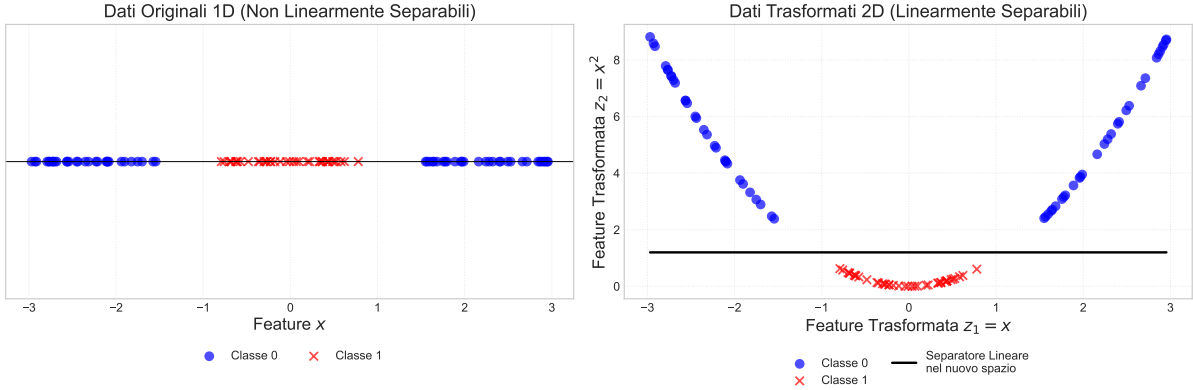 Dati Originali 1D (Non Linearmente Separabili)
−3 −2 −1 0 1 2 3
Feature x
Classe 0 Classe 1
Dati Trasformati 2D (Linearmente Separabili)
Feature Trasformata z₂ = x²
8
6
4
2
0
−3 −2 −1 0 1 2 3
Feature Trasformata z₁ = x
Classe 0
Classe 1
Separatore Lineare
nel nuovo spazio